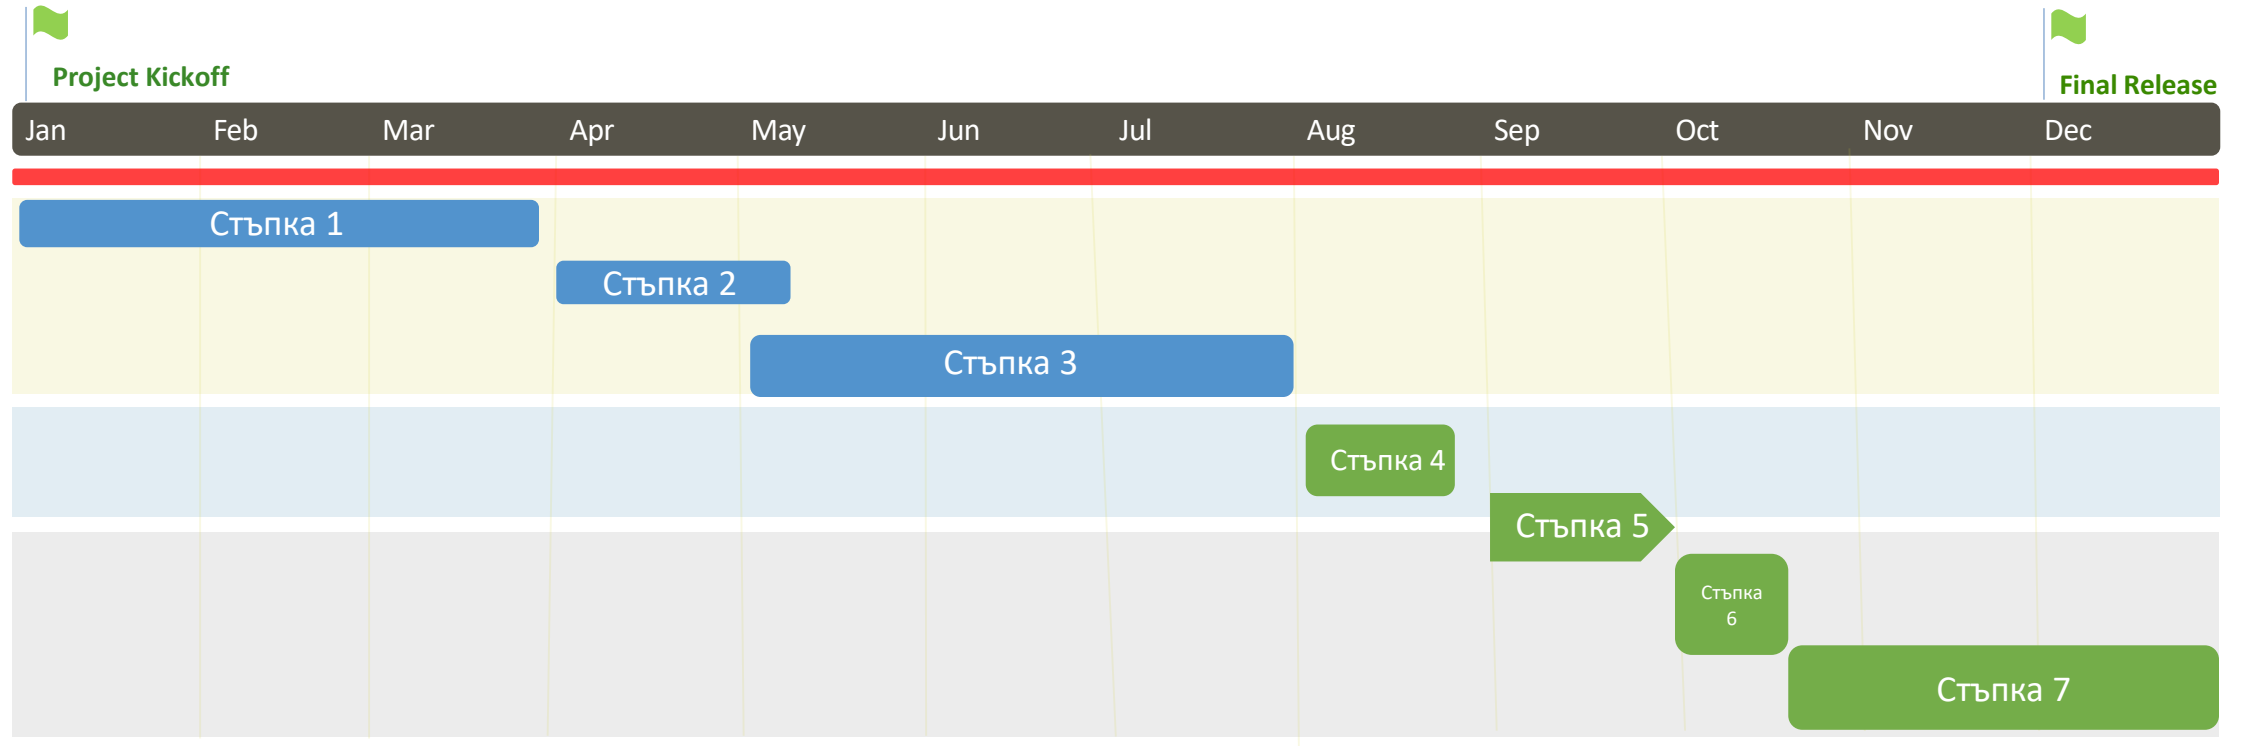 Project Kickoff
Final Release
Jan Feb Mar Apr May Jun Jul Aug Sep Oct Nov Dec
Стъпка 1
Стъпка 2
Стъпка 3
Стъпка 4
Стъпка 5
Стъпка
6
Стъпка 7